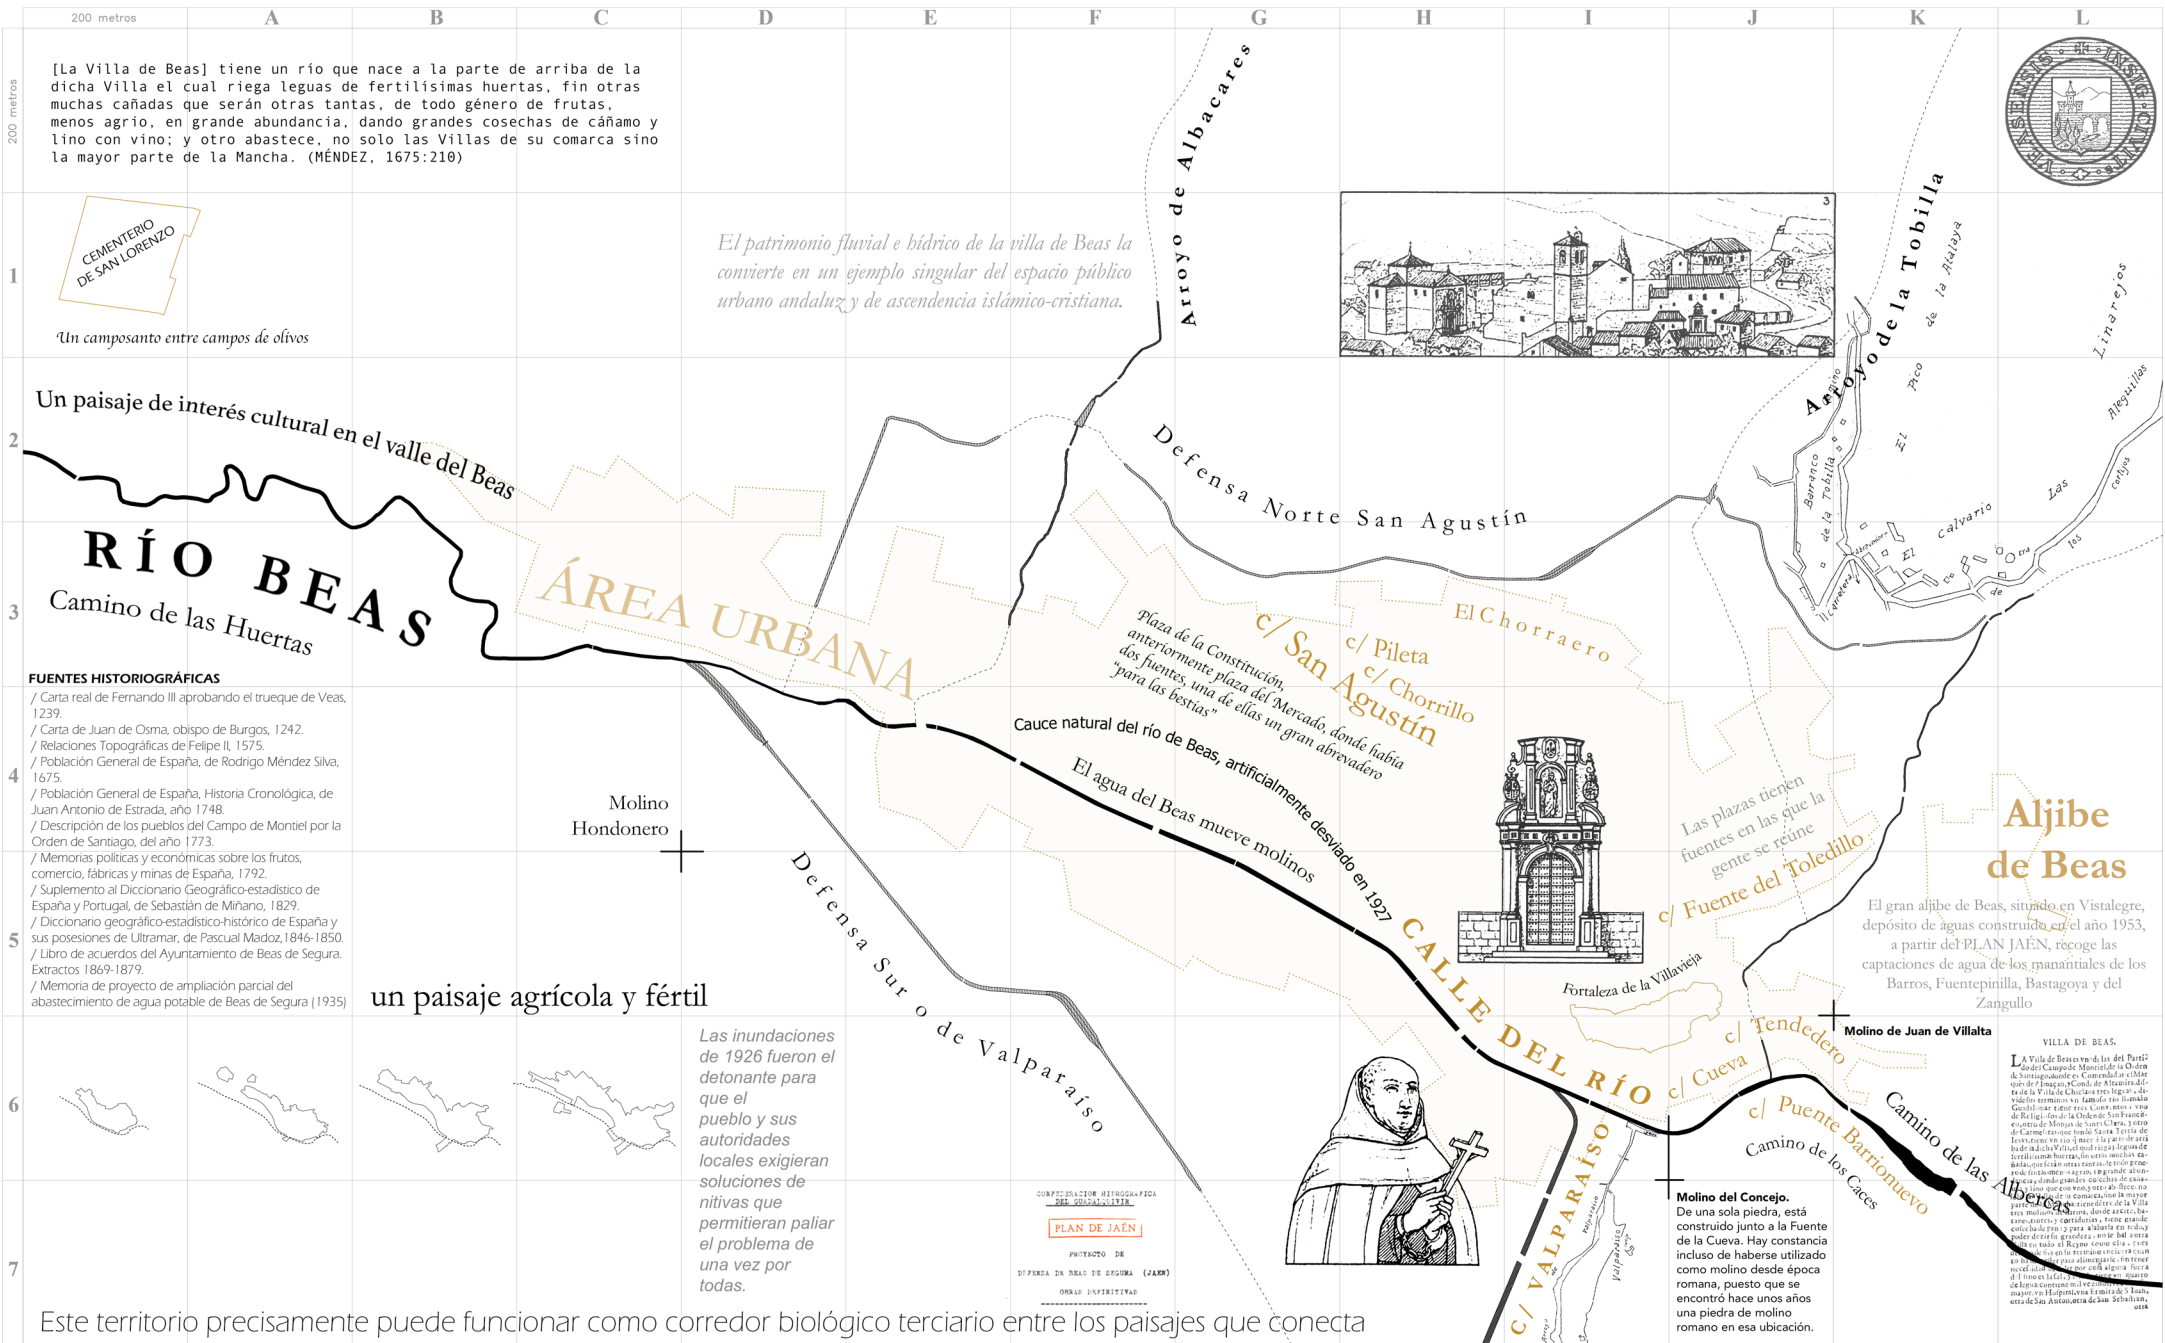 200 metros
A B C D E F G H I J K L
200 metros
1
2
3
4
5
6
7
[La Villa de Beas] tiene un río que nace a la parte de arriba de la
dicha Villa el cual riega leguas de fertilísimas huertas, fin otras
muchas cañadas que serán otras tantas, de todo género de frutas,
menos agrio, en grande abundancia, dando grandes cosechas de cáñamo y
lino con vino; y otro abastece, no solo las Villas de su comarca sino
la mayor parte de la Mancha. (MÉNDEZ, 1675:210)
CEMENTERIO
DE SAN LORENZO
Un camposanto entre campos de olivos
El patrimonio fluvial e hídrico de la villa de Beas la
convierte en un ejemplo singular del espacio público
urbano andaluz y de ascendencia islámico-cristiana.
Arroyo de Albacares
3
Arroyo de la Tobilla
El Pico de la Atalaya
Linarejos
Aleguillas
Camino
Barranco
de la Tobilla
Las
cortijos
Calvario
El
Carretera
de
los
Un paisaje de interés cultural en el valle del Beas
RÍO BEAS
Camino de las Huertas
ÁREA URBANA
Defensa Norte San Agustín
El Chorraero
c/ Pileta
c/ Chorrillo
c/ San Agustín
Plaza de la Constitución,
anteriormente plaza del Mercado, donde había
dos fuentes, una de ellas un gran abrevadero
“para las bestias”
Cauce natural del río de Beas, artificialmente desviado en 1927
El agua del Beas mueve molinos
FUENTES HISTORIOGRÁFICAS
/ Carta real de Fernando III aprobando el trueque de Veas,
1239.
/ Carta de Juan de Osma, obispo de Burgos, 1242.
/ Relaciones Topográficas de Felipe II, 1575.
/ Población General de España, de Rodrigo Méndez Silva,
1675.
/ Población General de España, Historia Cronológica, de
Juan Antonio de Estrada, año 1748.
/ Descripción de los pueblos del Campo de Montiel por la
Orden de Santiago, del año 1773.
/ Memorias políticas y económicas sobre los frutos,
comercio, fábricas y minas de España, 1792.
/ Suplemento al Diccionario Geográfico-estadístico de
España y Portugal, de Sebastián de Miñano, 1829.
/ Diccionario geográfico-estadístico-histórico de España y
sus posesiones de Ultramar, de Pascual Madoz,1846-1850.
/ Libro de acuerdos del Ayuntamiento de Beas de Segura.
Extractos 1869-1879.
/ Memoria de proyecto de ampliación parcial del
abastecimiento de agua potable de Beas de Segura (1935)
Molino
Hondonero
Defensa Sur o de Valparaíso
un paisaje agrícola y fértil
Las inundaciones
de 1926 fueron el
detonante para
que el
pueblo y sus
autoridades
locales exigieran
soluciones de
nitivas que
permitieran paliar
el problema de
una vez por
todas.
Las plazas tienen
fuentes en las que la
gente se reúne
c/ Fuente del Toledillo
Aljibe
de Beas
El gran aljibe de Beas, situado en Vistalegre,
depósito de aguas construido en el año 1953,
a partir del PLAN JAÉN, recoge las
captaciones de agua de los manantiales de los
Barros, Fuentepinilla, Bastagoya y del
Zangullo
CALLE DEL RÍO
Fortaleza de la Villavieja
c/ Tendedero
c/ Cueva
c/ Puente Barrionuevo
Molino de Juan de Villalta
Camino de las Albercas
Camino de los Caces
C/ VALPARAÍSO
Valparaiso
Valparaiso
CONFEDERACION HIDROGRAFICA
DEL GUADALQUIVIR
PLAN DE JAÉN
PROYECTO DE
DEFENSA DE BEAS DE SEGURA (JAEN)
OBRAS DEFINITIVAS
Molino del Concejo.
De una sola piedra, está
construido junto a la Fuente
de la Cueva. Hay constancia
incluso de haberse utilizado
como molino desde época
romana, puesto que se
encontró hace unos años
una piedra de molino
romano en esa ubicación.
VILLA DE BEAS.
Este territorio precisamente puede funcionar como corredor biológico terciario entre los paisajes que conecta